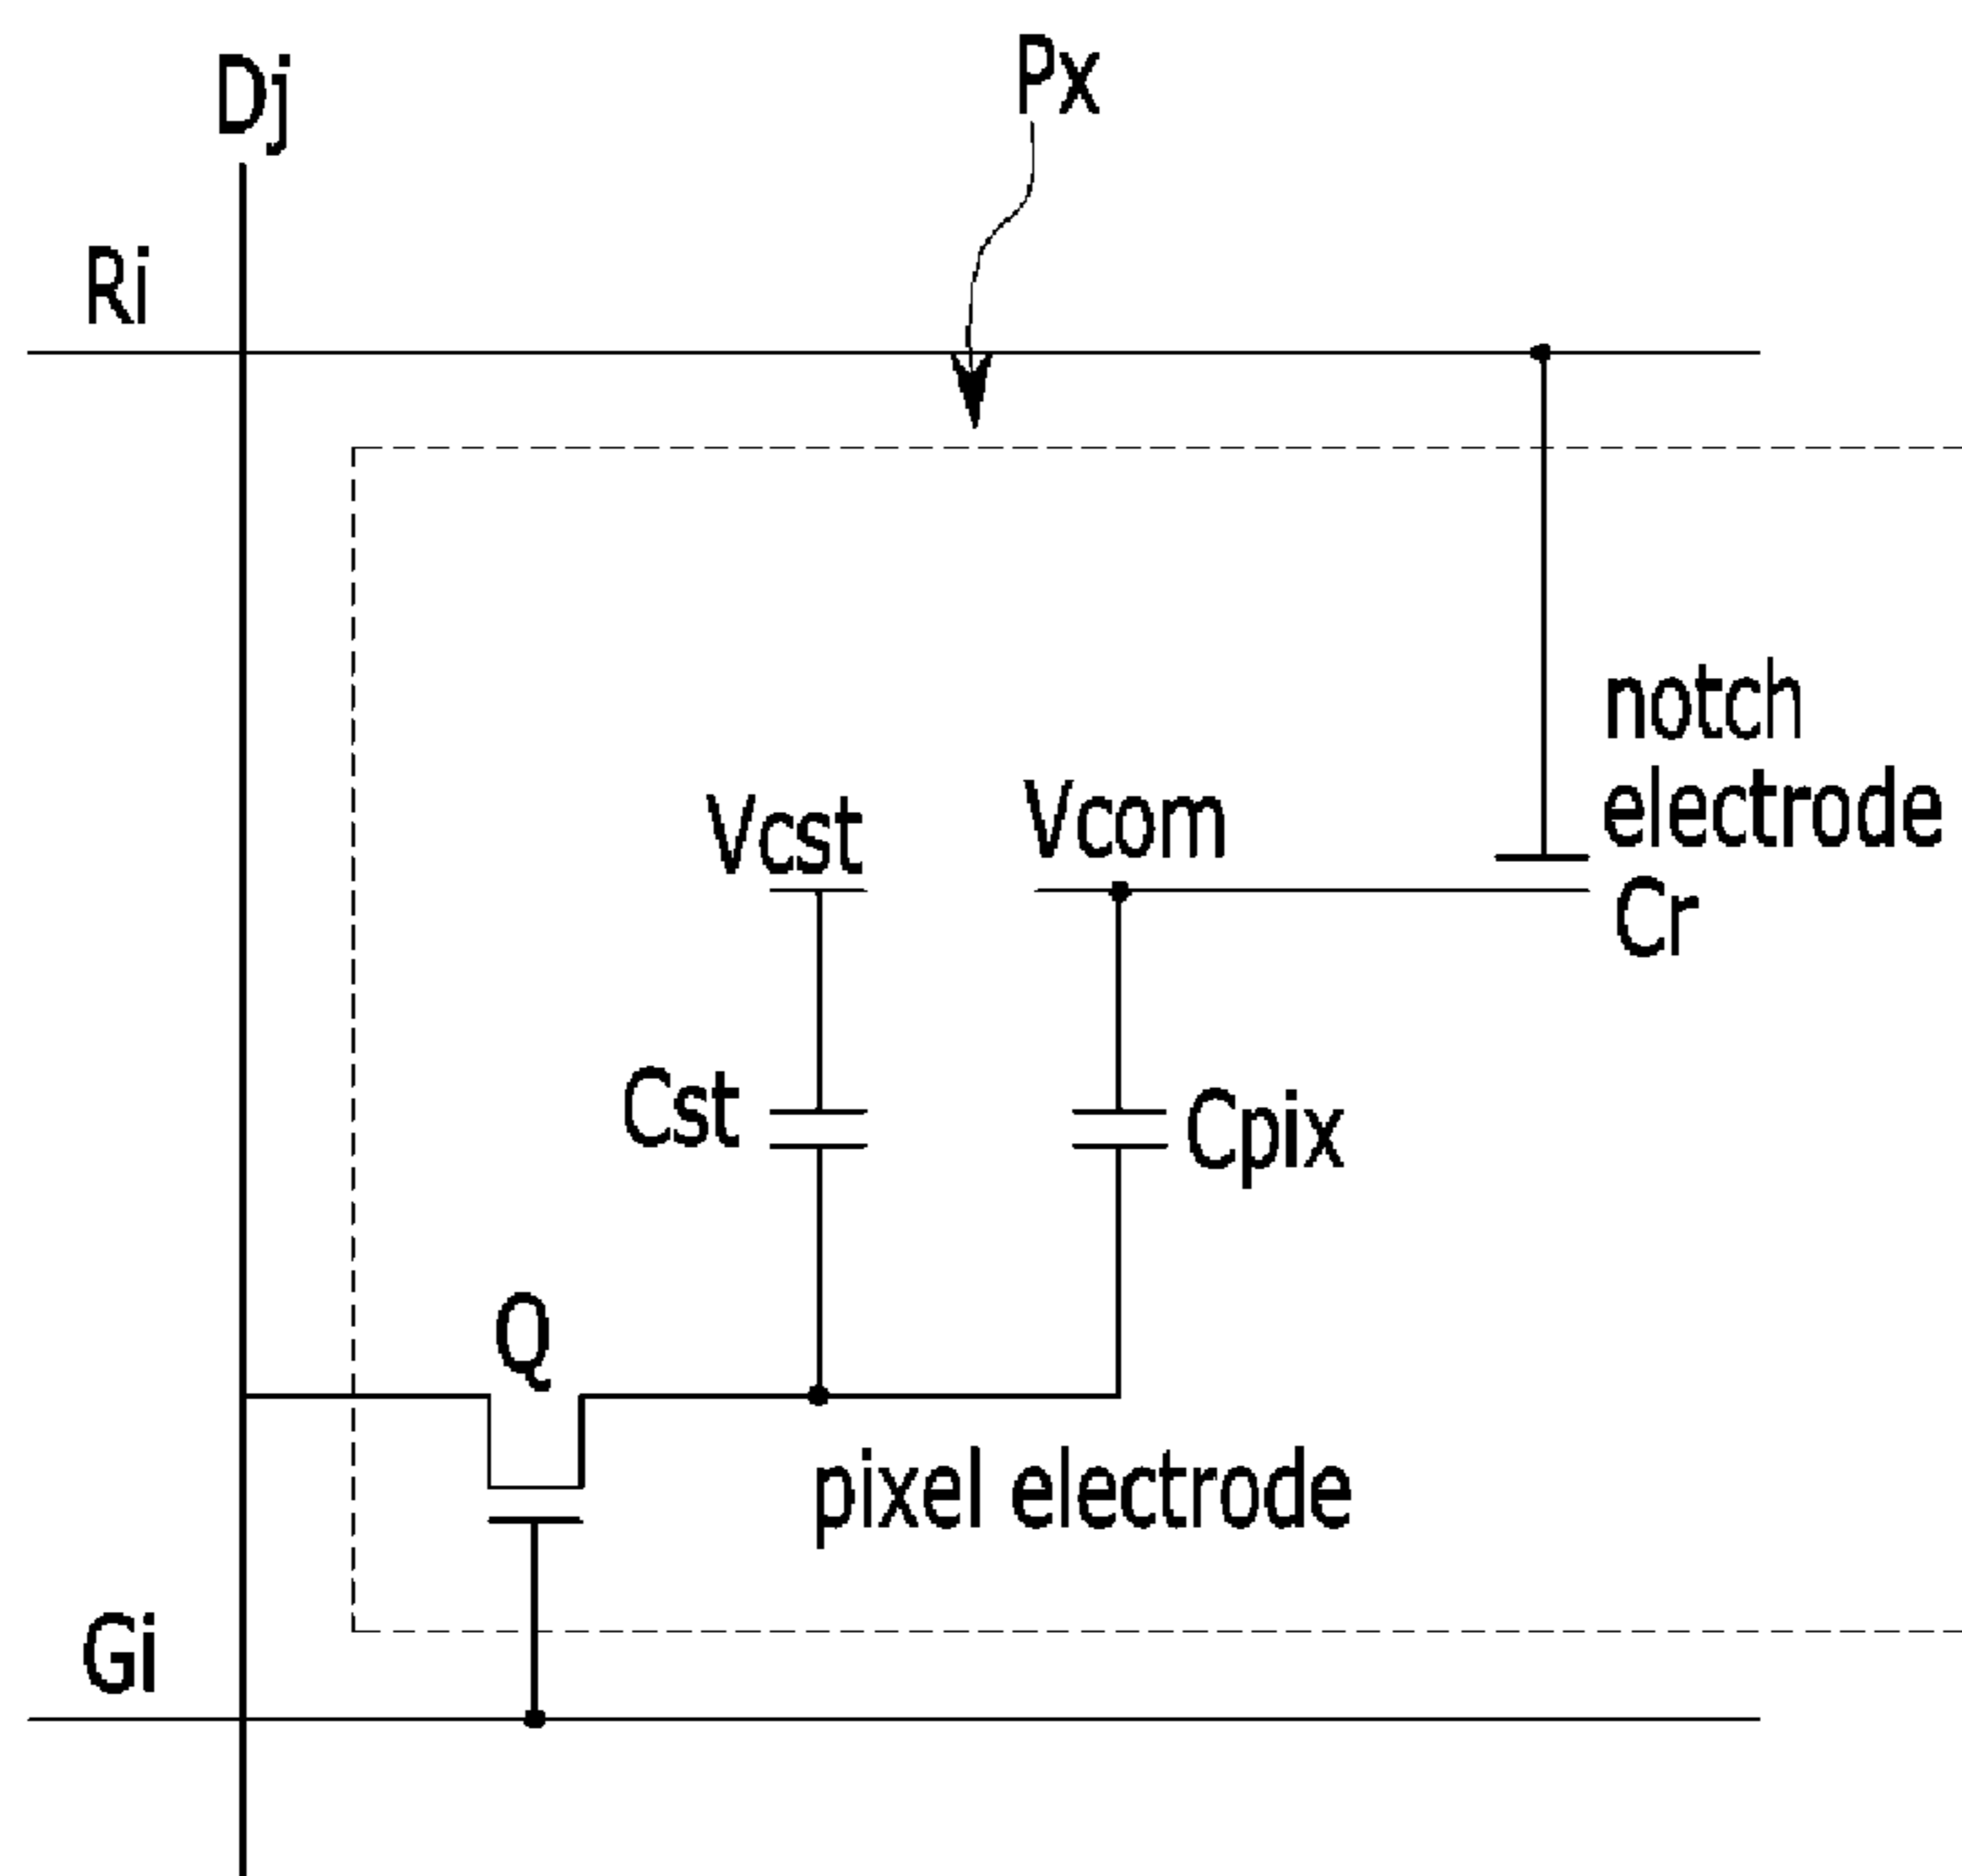 Dj
Px
Ri
notch
electrode
Vcst
Vcom
Cr
Cst
Cpix
Q
pixel electrode
Gi